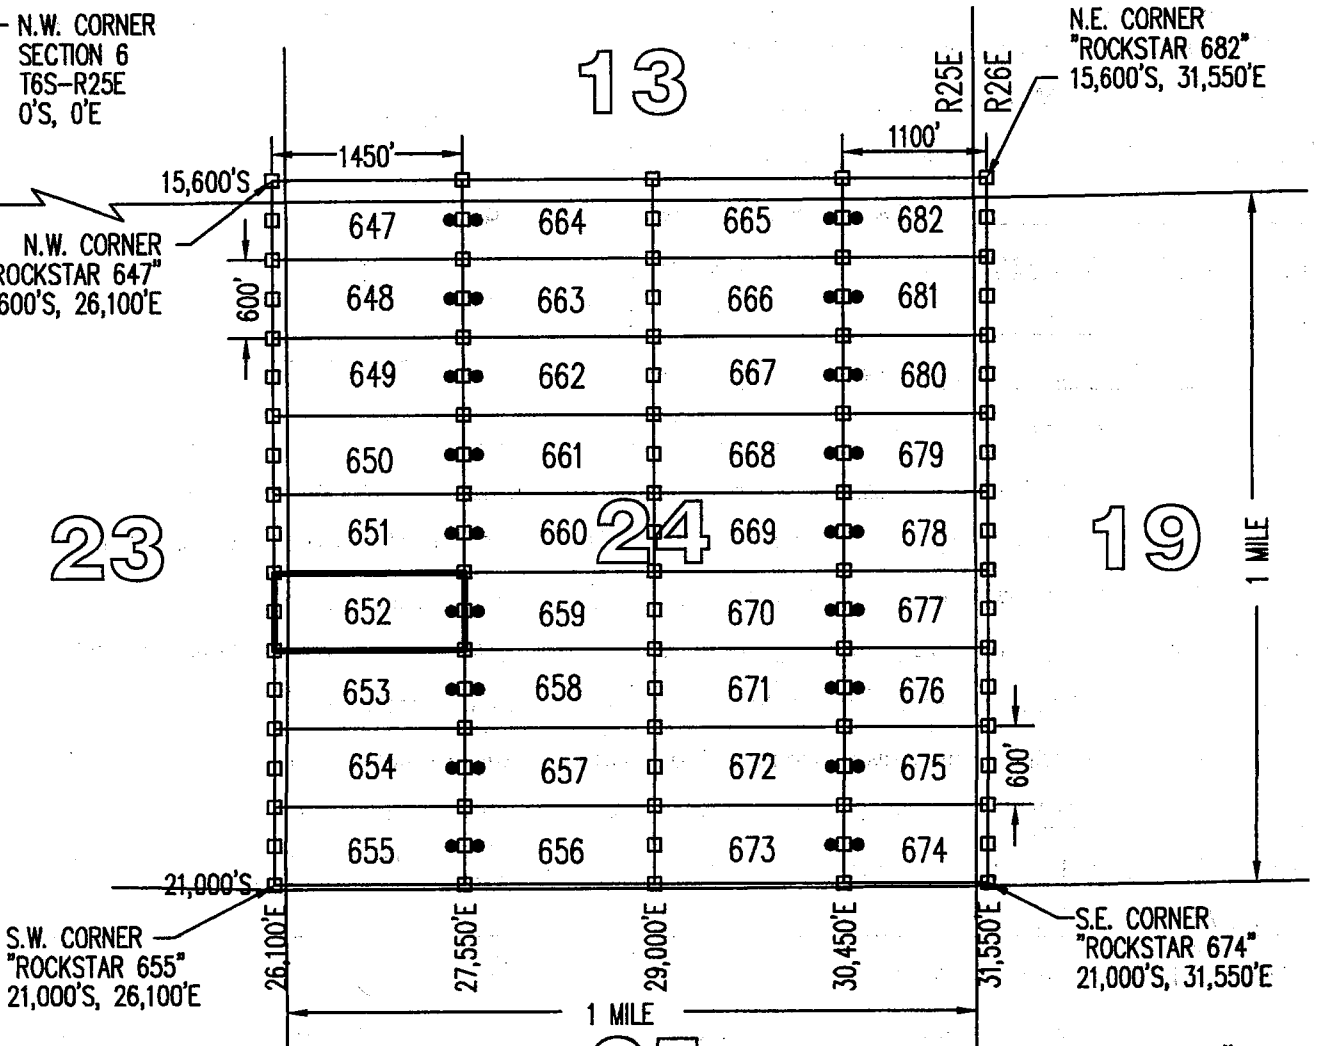 N.W. CORNER
SECTION 6
T6S-R25E
0'S, 0'E
13
R25E
R26E
N.E. CORNER
"ROCKSTAR 682"
15,600'S, 31,550'E
1450'
1100'
15,600'S
N.W. CORNER
ROCKSTAR 647"
600'S, 26,100'E
600'
647 664 665 682
648 663 666 681
649 662 667 680
650 661 668 679
651 660 24 669 678
23
19
1 MILE
652 659 670 677
653 658 671 676
654 657 672 675
600'
655 656 673 674
21,000'S
S.W. CORNER
"ROCKSTAR 655"
21,000'S, 26,100'E
26,100'E
27,550'E
29,000'E
30,450'E
31,550'E
S.E. CORNER
"ROCKSTAR 674"
21,000'S, 31,550'E
1 MILE